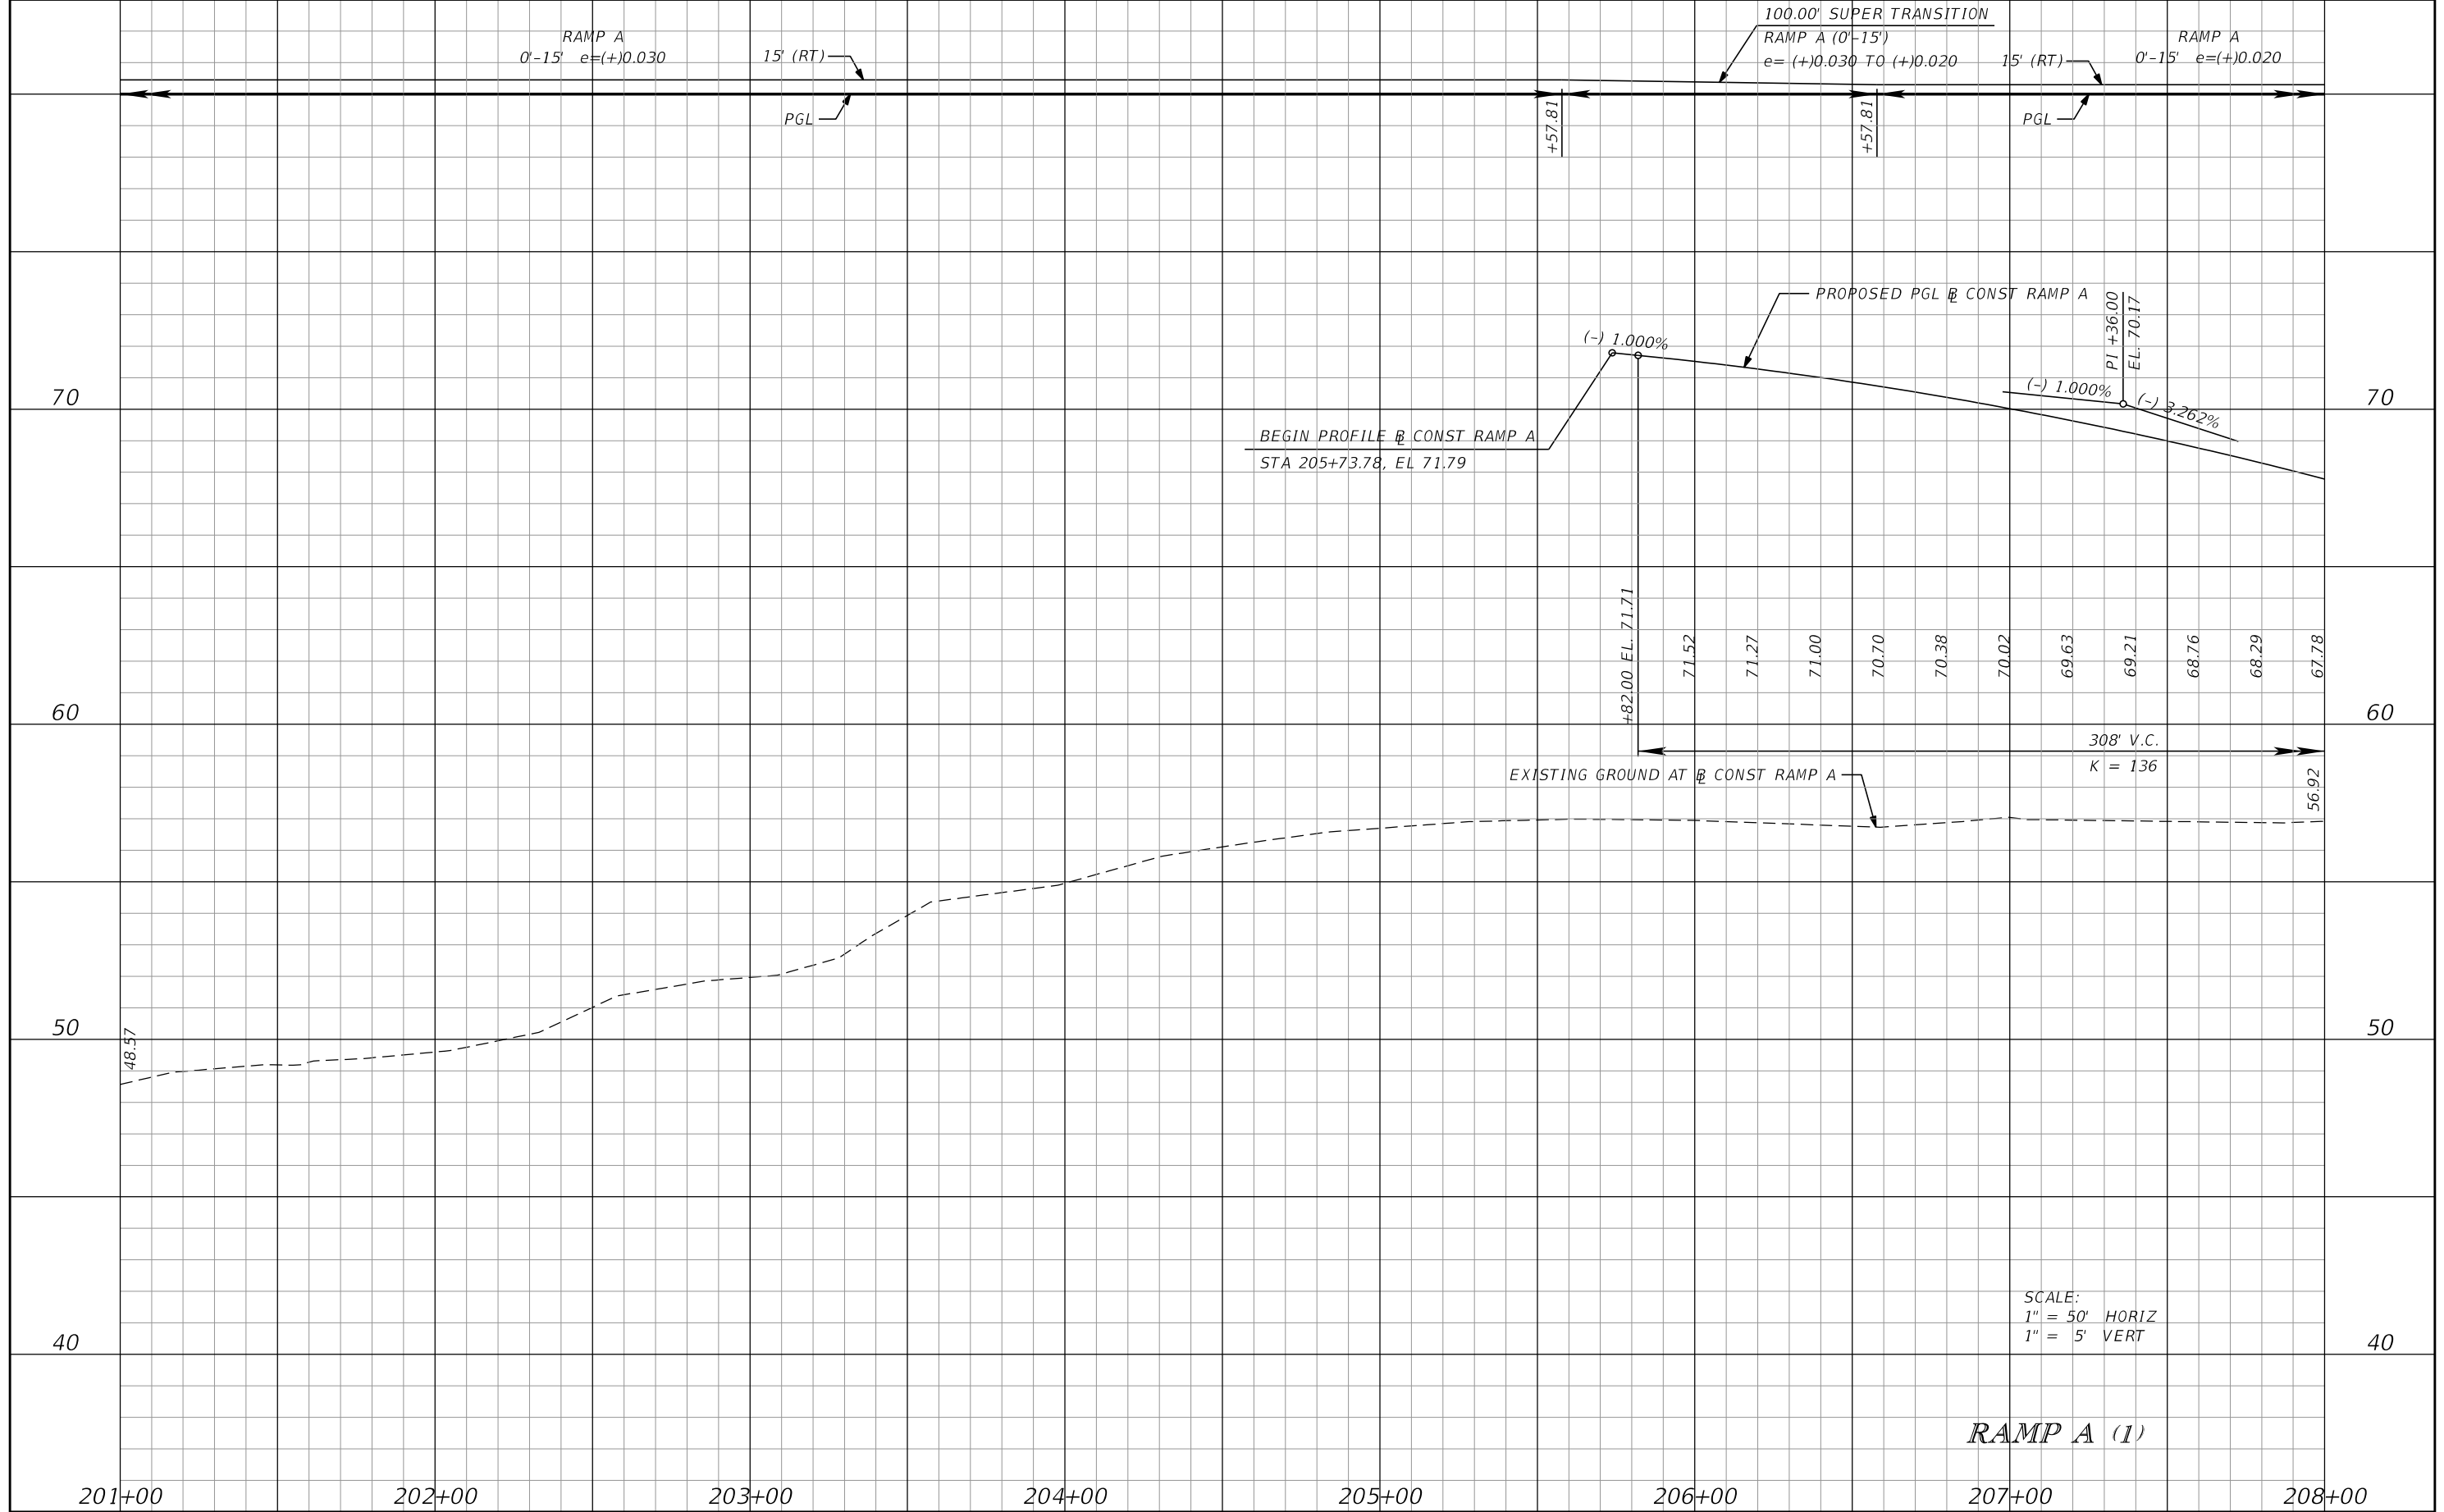 100.00' SUPER TRANSITION
RAMP A (0'-15')
e= (+)0.030 TO (+)0.020
RAMP A
0'-15' e=(+)0.030
15' (RT)
PGL
15' (RT)
RAMP A
0'-15' e=(+)0.020
PGL
+57.81
+57.81
PROPOSED PGL ℄ CONST RAMP A
(-) 1.000%
PI +36.00
EL. 70.17
(-) 1.000%
(-) 3.262%
BEGIN PROFILE BL CONST RAMP A
STA 205+73.78, EL 71.79
70
70
+82.00 EL. 71.71
71.52
71.27
71.00
70.70
70.38
70.02
69.63
69.21
68.76
68.29
67.78
60
60
308' V.C.
K = 136
EXISTING GROUND AT BL CONST RAMP A
56.92
50
50
48.57
SCALE:
1" = 50' HORIZ
1" = 5' VERT
40
40
RAMP A (1)
201+00
202+00
203+00
204+00
205+00
206+00
207+00
208+00